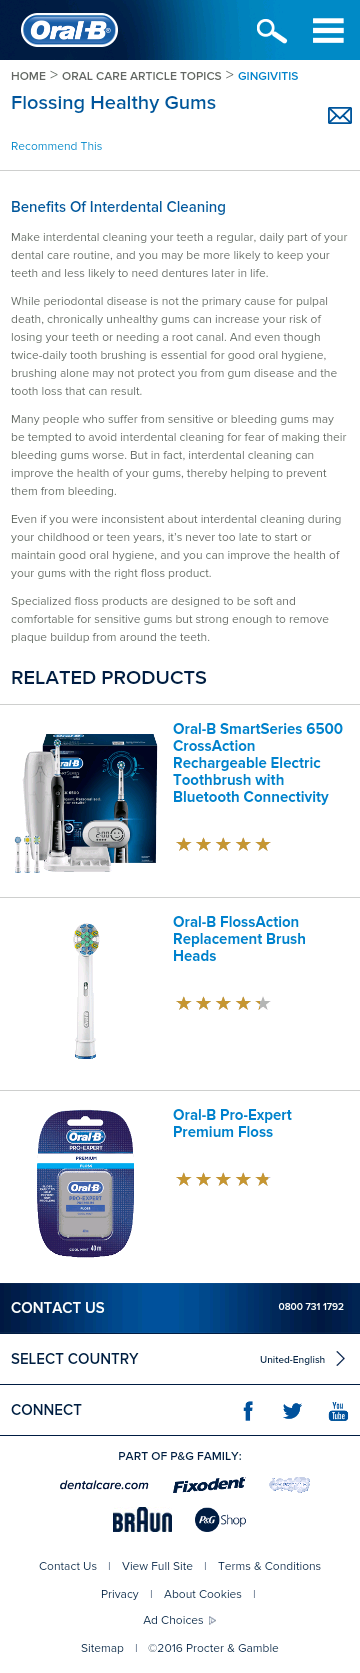 Oral-B
HOME > ORAL CARE ARTICLE TOPICS > GINGIVITIS
Flossing Healthy Gums
Recommend This
Benefits Of Interdental Cleaning
Make interdental cleaning your teeth a regular, daily part of your
dental care routine, and you may be more likely to keep your
teeth and less likely to need dentures later in life.
While periodontal disease is not the primary cause for pulpal
death, chronically unhealthy gums can increase your risk of
losing your teeth or needing a root canal. And even though
twice-daily tooth brushing is essential for good oral hygiene,
brushing alone may not protect you from gum disease and the
tooth loss that can result.
Many people who suffer from sensitive or bleeding gums may
be tempted to avoid interdental cleaning for fear of making their
bleeding gums worse. But in fact, interdental cleaning can
improve the health of your gums, thereby helping to prevent
them from bleeding.
Even if you were inconsistent about interdental cleaning during
your childhood or teen years, it's never too late to start or
maintain good oral hygiene, and you can improve the health of
your gums with the right floss product.
Specialized floss products are designed to be soft and
comfortable for sensitive gums but strong enough to remove
plaque buildup from around the teeth.
RELATED PRODUCTS
Oral-B SmartSeries 6500
CrossAction
Rechargeable Electric
Toothbrush with
Bluetooth Connectivity
Oral-B
Oral-B FlossAction
Replacement Brush
Heads
Oral-B Pro-Expert
Premium Floss
Oral-B
PRO-EXPERT
PREMIUM
FLOSS
Oral-B
PRO-EXPERT
FLOSS
COOL MINT 40m
CONTACT US
0800 731 1792
SELECT COUNTRY
United-English
CONNECT
You
Tube
PART OF P&G FAMILY:
dentalcare.com
Fixodent
BRAUN
P&G Shop
Contact Us | View Full Site | Terms & Conditions
Privacy | About Cookies |
Ad Choices
Sitemap | ©2016 Procter & Gamble